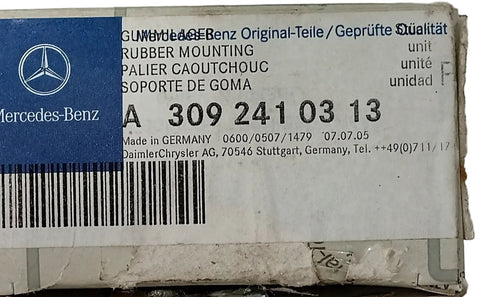 Mercedes-Benz Original-Teile/Geprüfte Qualität
GUMMILAGER Stück
RUBBER MOUNTING unit
PALIER CAOUTCHOUC unité
SOPORTE DE GOMA unidad
Mercedes-Benz
A 309 241 03 13
Made in GERMANY 0600/0507/1479 07.07.05
DaimlerChrysler AG, 70546 Stuttgart, Germany, Tel. ++49(0)711/17